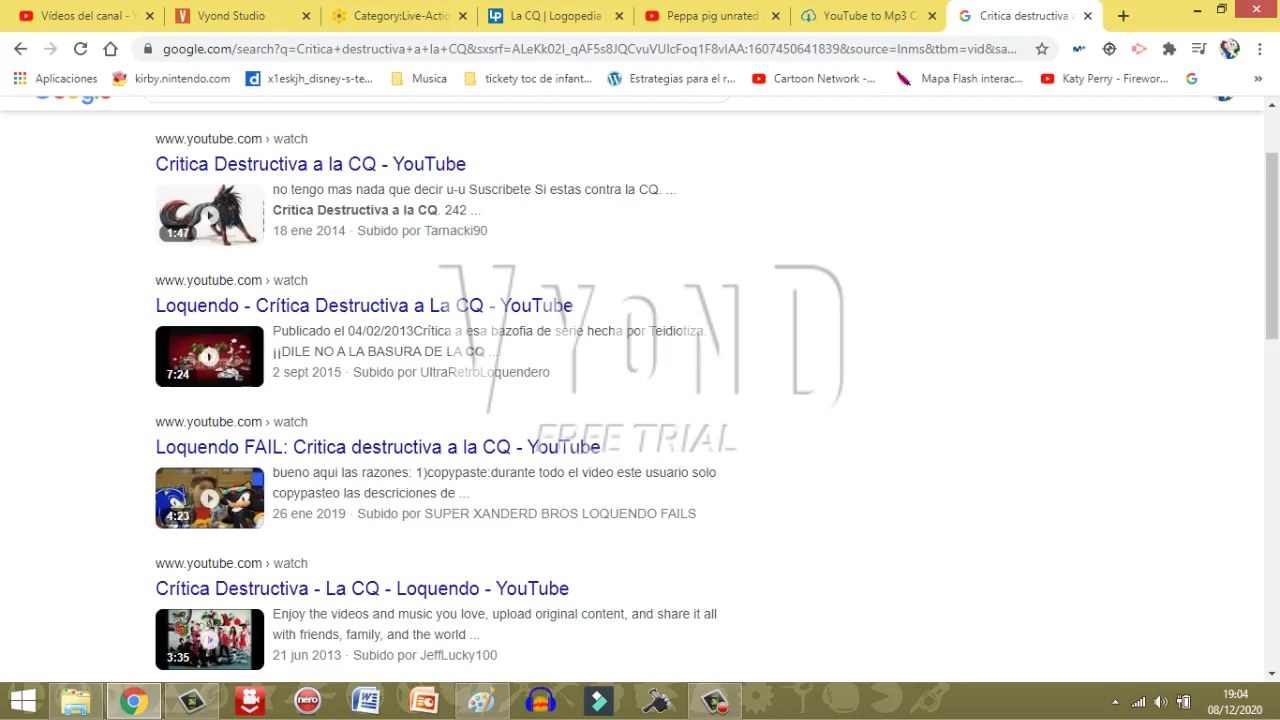 Vídeos del canal - Y
Vyond Studio
Category:Live-Actio
La CQ | Logopedia
Peppa pig unrated
YouTube to Mp3 Co
Critica destructiva a
google.com/search?q=Critica+destructiva+a+la+CQ&sxsrf=ALeKk02I_qAF5s8JQCvuVUIcFoq1F8vIAA:1607450641839&source=lnms&tbm=vid&sa...
Aplicaciones
kirby.nintendo.com
x1eskjh_disney-s-te...
Musica
tickety toc de infant...
Estrategias para el r...
Cartoon Network -...
Mapa Flash interac...
Katy Perry - Firewor...
www.youtube.com › watch
Critica Destructiva a la CQ - YouTube
no tengo mas nada que decir u-u Suscribete Si estas contra la CQ. ...
Critica Destructiva a la CQ. 242 ...
1:47
18 ene 2014 · Subido por Tarnacki90
www.youtube.com › watch
Loquendo - Crítica Destructiva a La CQ - YouTube
Publicado el 04/02/2013Crítica a esa bazofia de serie hecha por Teidiotiza.
¡¡DILE NO A LA BASURA DE LA CQ ...
7:24
2 sept 2015 · Subido por UltraRetroLoquendero
VYOND
FREE TRIAL
www.youtube.com › watch
Loquendo FAIL: Critica destructiva a la CQ - YouTube
bueno aqui las razones: 1)copypaste:durante todo el video este usuario solo
copypasteo las descriciones de ...
4:23
26 ene 2019 · Subido por SUPER XANDERD BROS LOQUENDO FAILS
www.youtube.com › watch
Crítica Destructiva - La CQ - Loquendo - YouTube
Enjoy the videos and music you love, upload original content, and share it all
with friends, family, and the world ...
3:35
21 jun 2013 · Subido por JeffLucky100
nero
19:04
08/12/2020